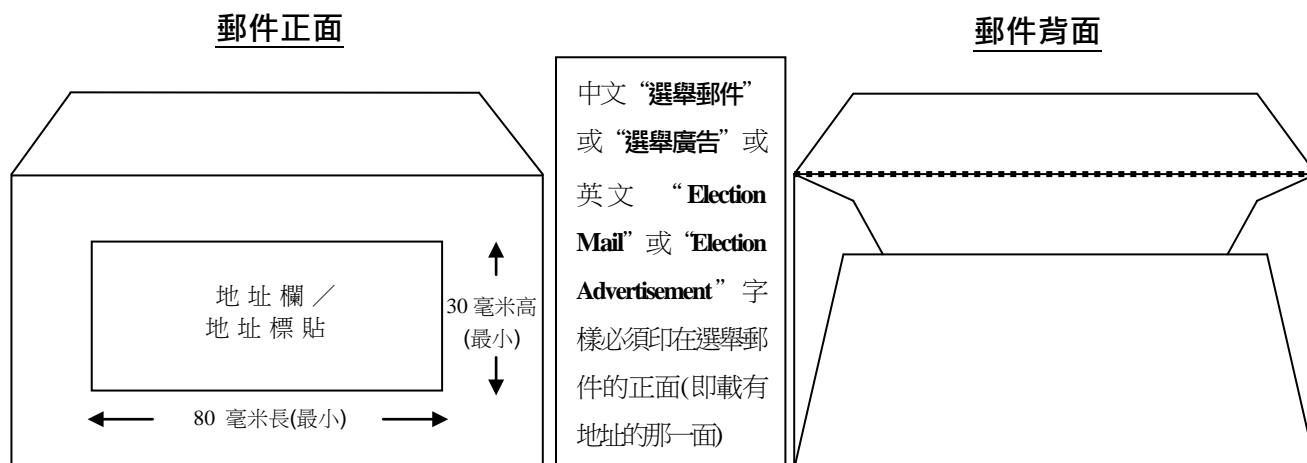 郵件正面
郵件背面
地址欄／
地址標貼
30 毫米高
(最小)
80 毫米長(最小)
中文“選舉郵件”
或“選舉廣告”或
英文 “Election
Mail”或“Election
Advertisement”字
樣必須印在選舉郵
件的正面(即載有
地址的那一面)